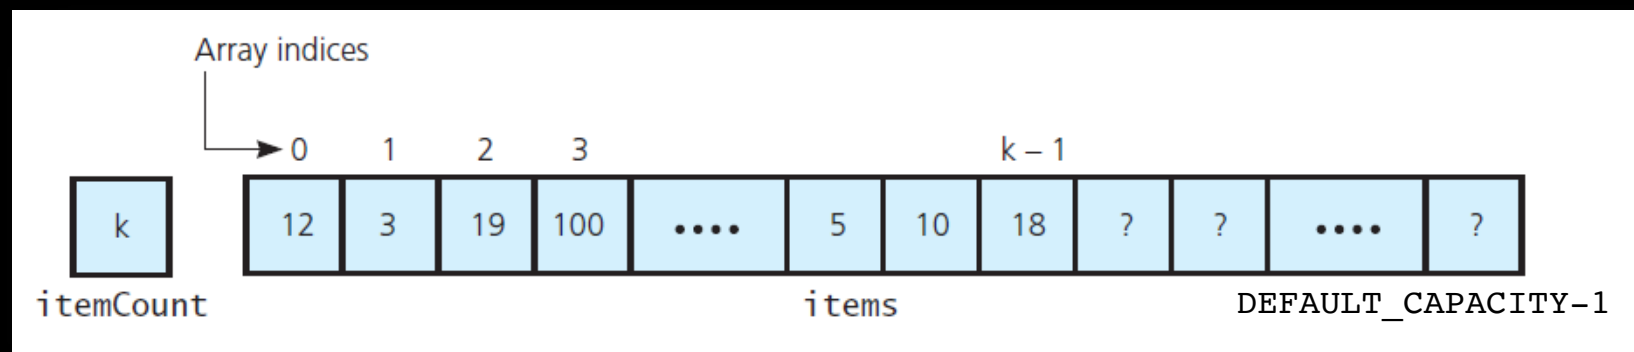 Array indices
0 1 2 3 k – 1
k 12 3 19 100 •••• 5 10 18 ? ? •••• ?
itemCount items DEFAULT_CAPACITY-1